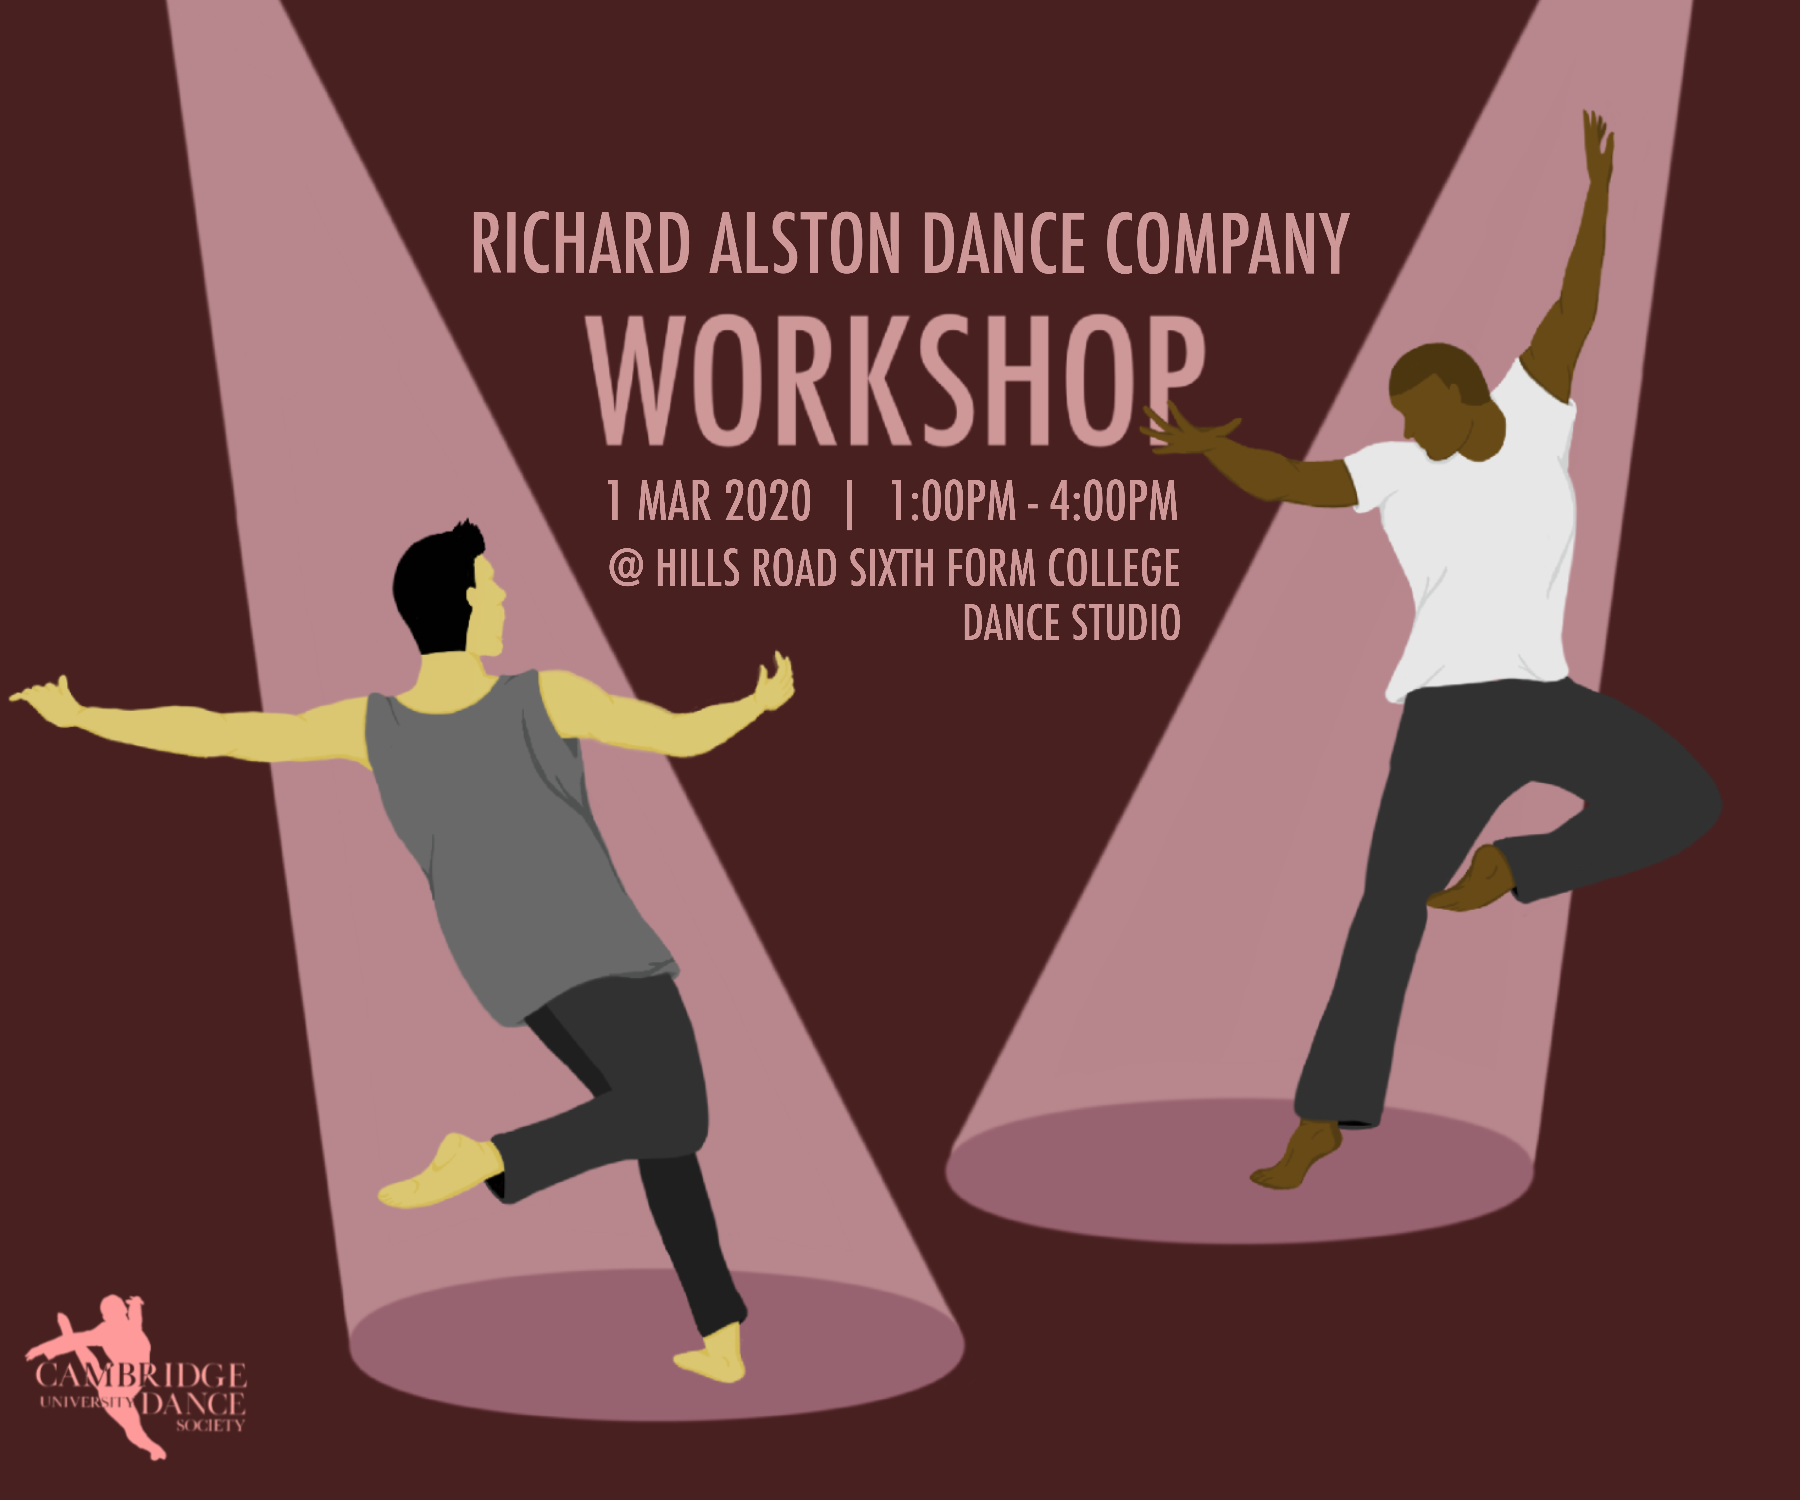 RICHARD ALSTON DANCE COMPANY
WORKSHOP
1 MAR 2020 | 1:00PM - 4:00PM
@ HILLS ROAD SIXTH FORM COLLEGE
DANCE STUDIO
CAMBRIDGE
UNIVERSITY DANCE
SOCIETY